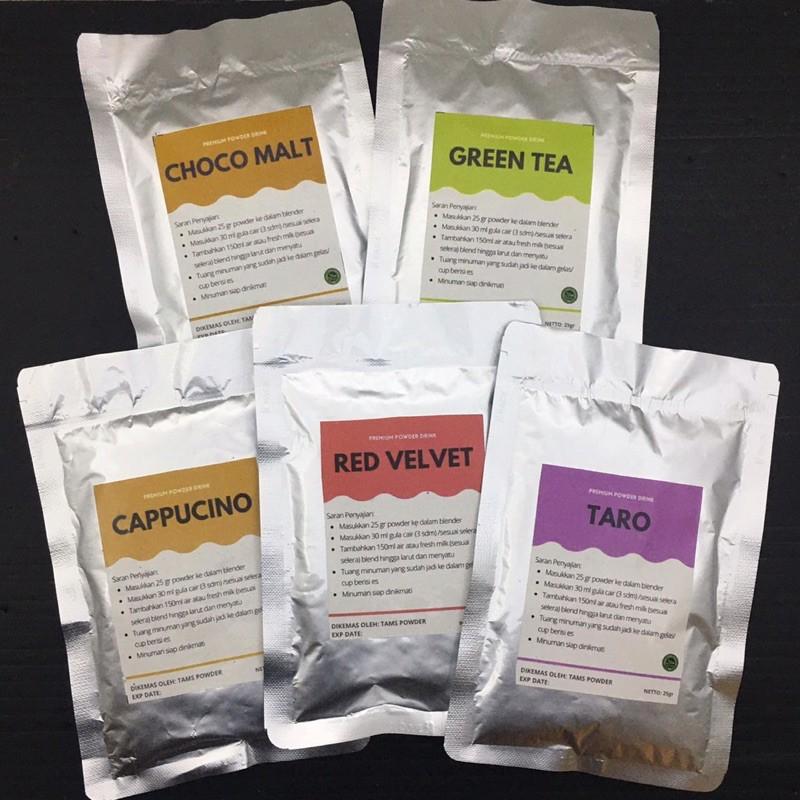 PREMIUM POWDER DRINK
CHOCO MALT
Saran Penyajian:
• Masukkan 25 gr powder ke dalam blender
• Masukkan 30 ml gula cair (3 sdm) /sesuai selera
• Tambahkan 150ml air atau fresh milk (sesuai
selera) blend hingga larut dan menyatu
• Tuang minuman yang sudah jadi ke dalam gelas/
cup berisi es
• Minuman siap dinikmati
DIKEMAS OLEH: TAMS
EXP DATE:
PREMIUM POWDER DRINK
GREEN TEA
Saran Penyajian:
• Masukkan 25 gr powder ke dalam blender
• Masukkan 30 ml gula cair (3 sdm) /sesuai selera
• Tambahkan 150ml air atau fresh milk (sesuai
selera) blend hingga larut dan menyatu
• Tuang minuman yang sudah jadi ke dalam gelas/
cup berisi es
• Minuman siap dinikmati
NETTO: 25gr
PREMIUM POWDER DRINK
CAPPUCINO
Saran Penyajian:
• Masukkan 25 gr powder ke dalam blender
• Masukkan 30 ml gula cair (3 sdm) /sesuai selera
• Tambahkan 150ml air atau fresh milk (sesuai
selera) blend hingga larut dan menyatu
• Tuang minuman yang sudah jadi ke dalam gelas/
cup berisi es
• Minuman siap dinikmati
DIKEMAS OLEH: TAMS POWDER
EXP DATE:
PREMIUM POWDER DRINK
RED VELVET
Saran Penyajian:
• Masukkan 25 gr powder ke dalam blender
• Masukkan 30 ml gula cair (3 sdm) /sesuai selera
• Tambahkan 150ml air atau fresh milk (sesuai
selera) blend hingga larut dan menyatu
• Tuang minuman yang sudah jadi ke dalam gelas/
cup berisi es
• Minuman siap dinikmati
DIKEMAS OLEH: TAMS POWDER
EXP DATE:
PREMIUM POWDER DRINK
TARO
Saran Penyajian:
• Masukkan 25 gr powder ke dalam blender
• Masukkan 30 ml gula cair (3 sdm) /sesuai selera
• Tambahkan 150ml air atau fresh milk (sesuai
selera) blend hingga larut dan menyatu
• Tuang minuman yang sudah jadi ke dalam gelas/
cup berisi es
• Minuman siap dinikmati
DIKEMAS OLEH: TAMS POWDER NETTO: 25gr
EXP DATE: